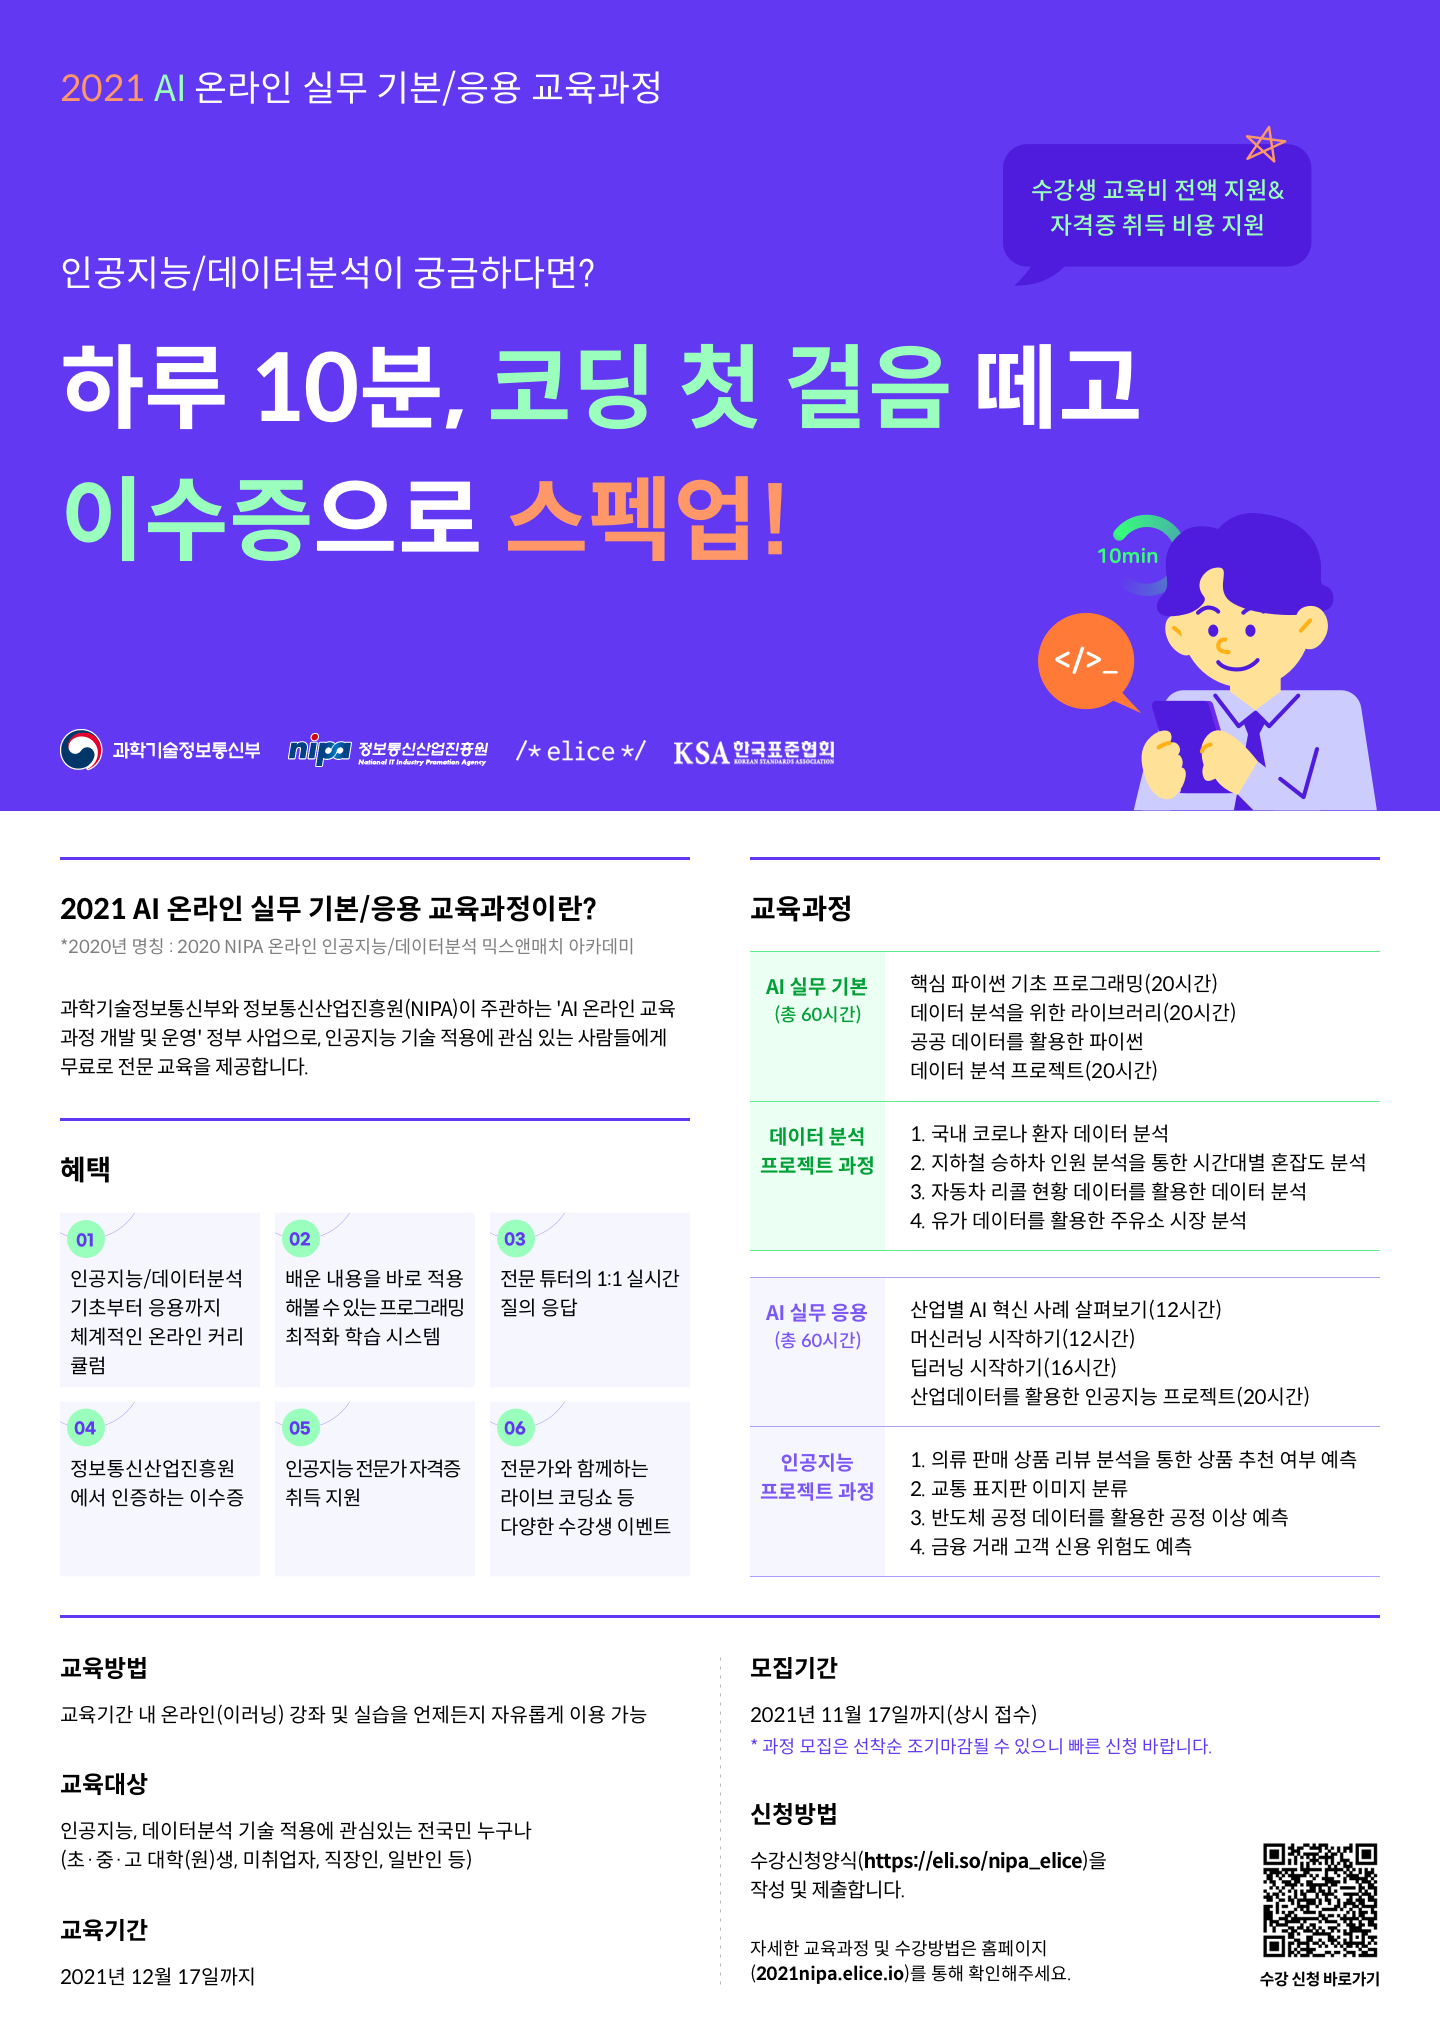 2021 AI 온라인 실무 기본/응용 교육과정
수강생 교육비 전액 지원&
자격증 취득 비용 지원
인공지능/데이터분석이 궁금하다면?
하루 10분, 코딩 첫 걸음 떼고
이수증으로 스펙업!
10min
</>_
과학기술정보통신부
nipa 정보통신산업진흥원
National IT Industry Promotion Agency
/* elice */
KSA 한국표준협회
KOREAN STANDARDS ASSOCIATION
2021 AI 온라인 실무 기본/응용 교육과정이란?
*2020년 명칭 : 2020 NIPA 온라인 인공지능/데이터분석 믹스앤매치 아카데미
과학기술정보통신부와 정보통신산업진흥원(NIPA)이 주관하는 'AI 온라인 교육
과정 개발 및 운영' 정부 사업으로, 인공지능 기술 적용에 관심 있는 사람들에게
무료로 전문 교육을 제공합니다.
혜택
01
인공지능/데이터분석
기초부터 응용까지
체계적인 온라인 커리
큘럼
02
배운 내용을 바로 적용
해볼 수 있는 프로그래밍
최적화 학습 시스템
03
전문 튜터의 1:1 실시간
질의 응답
04
정보통신산업진흥원
에서 인증하는 이수증
05
인공지능 전문가 자격증
취득 지원
06
전문가와 함께하는
라이브 코딩쇼 등
다양한 수강생 이벤트
교육과정
AI 실무 기본
(총 60시간)
핵심 파이썬 기초 프로그래밍(20시간)
데이터 분석을 위한 라이브러리(20시간)
공공 데이터를 활용한 파이썬
데이터 분석 프로젝트(20시간)
데이터 분석
프로젝트 과정
1. 국내 코로나 환자 데이터 분석
2. 지하철 승하차 인원 분석을 통한 시간대별 혼잡도 분석
3. 자동차 리콜 현황 데이터를 활용한 데이터 분석
4. 유가 데이터를 활용한 주유소 시장 분석
AI 실무 응용
(총 60시간)
산업별 AI 혁신 사례 살펴보기(12시간)
머신러닝 시작하기(12시간)
딥러닝 시작하기(16시간)
산업데이터를 활용한 인공지능 프로젝트(20시간)
인공지능
프로젝트 과정
1. 의류 판매 상품 리뷰 분석을 통한 상품 추천 여부 예측
2. 교통 표지판 이미지 분류
3. 반도체 공정 데이터를 활용한 공정 이상 예측
4. 금융 거래 고객 신용 위험도 예측
교육방법
교육기간 내 온라인(이러닝) 강좌 및 실습을 언제든지 자유롭게 이용 가능
교육대상
인공지능, 데이터분석 기술 적용에 관심있는 전국민 누구나
(초·중·고 대학(원)생, 미취업자, 직장인, 일반인 등)
교육기간
2021년 12월 17일까지
모집기간
2021년 11월 17일까지(상시 접수)
* 과정 모집은 선착순 조기마감될 수 있으니 빠른 신청 바랍니다.
신청방법
수강신청양식(https://eli.so/nipa_elice)을
작성 및 제출합니다.
자세한 교육과정 및 수강방법은 홈페이지
(2021nipa.elice.io)를 통해 확인해주세요.
수강 신청 바로가기